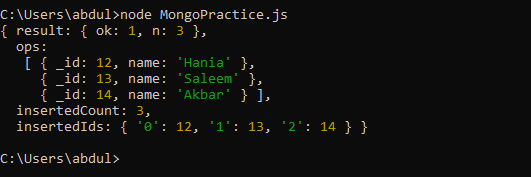 C:\Users\abdul>node MongoPractice.js
{ result: { ok: 1, n: 3 },
  ops:
   [ { _id: 12, name: 'Hania' },
     { _id: 13, name: 'Saleem' },
     { _id: 14, name: 'Akbar' } ],
  insertedCount: 3,
  insertedIds: { '0': 12, '1': 13, '2': 14 } }
C:\Users\abdul>